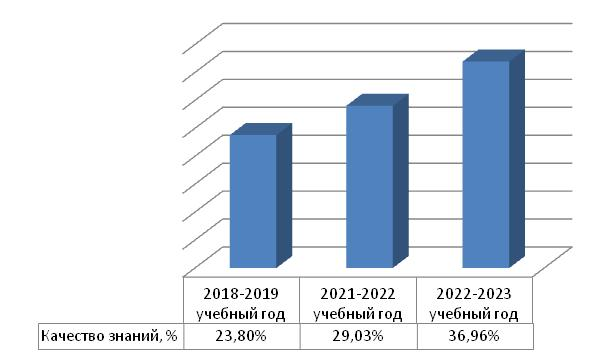 2018-2019 учебный год
2021-2022 учебный год
2022-2023 учебный год
Качество знаний, % 23,80% 29,03% 36,96%